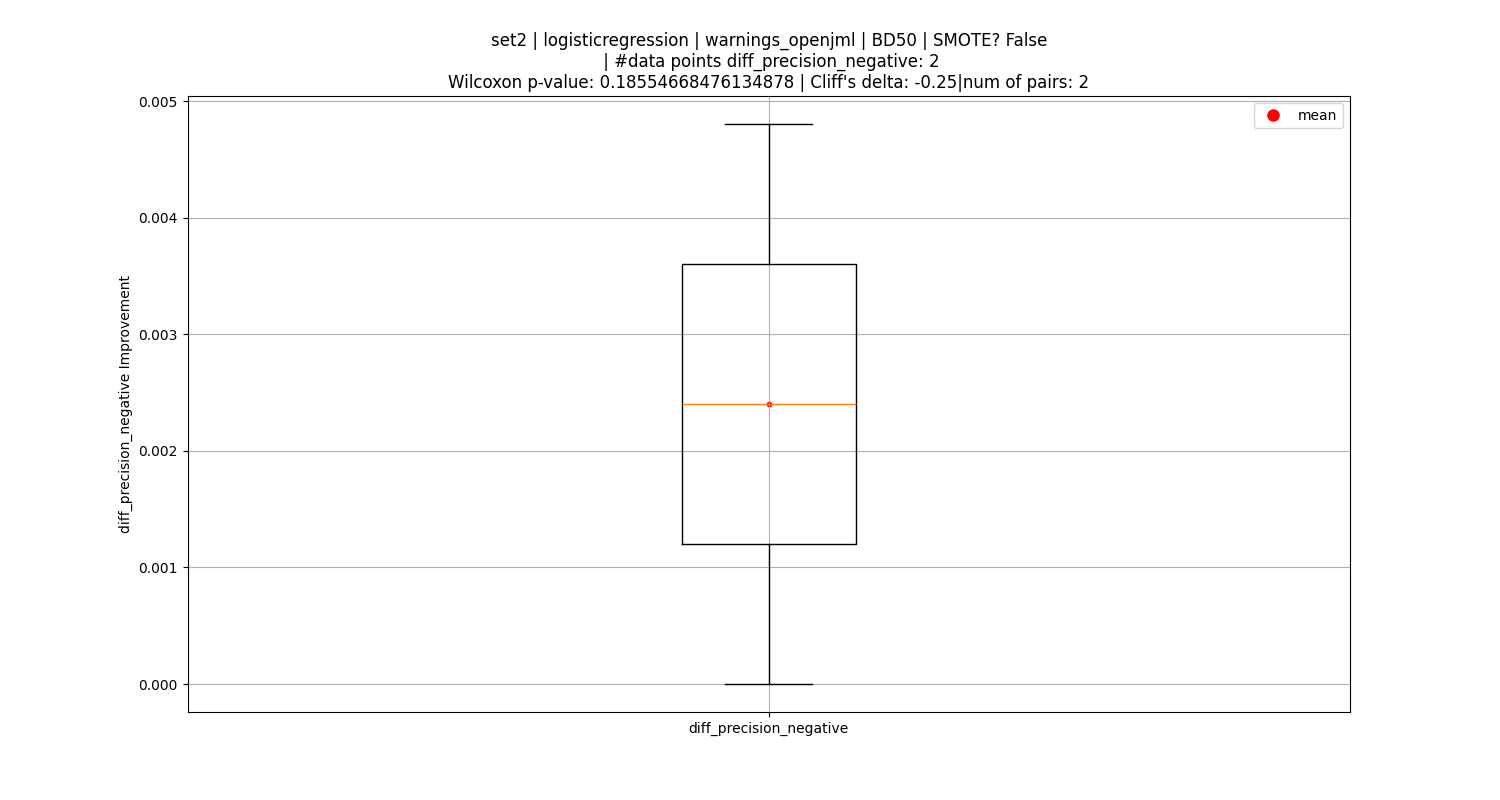 set2 | logisticregression | warnings_openjml | BD50 | SMOTE? False
| #data points diff_precision_negative: 2
Wilcoxon p-value: 0.18554668476134878 | Cliff's delta: -0.25|num of pairs: 2
mean
0.005
0.004
0.003
0.002
0.001
0.000
diff_precision_negative Improvement
diff_precision_negative